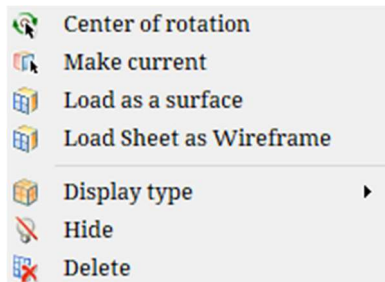 Center of rotation
Make current
Load as a surface
Load Sheet as Wireframe
Display type
Hide
Delete